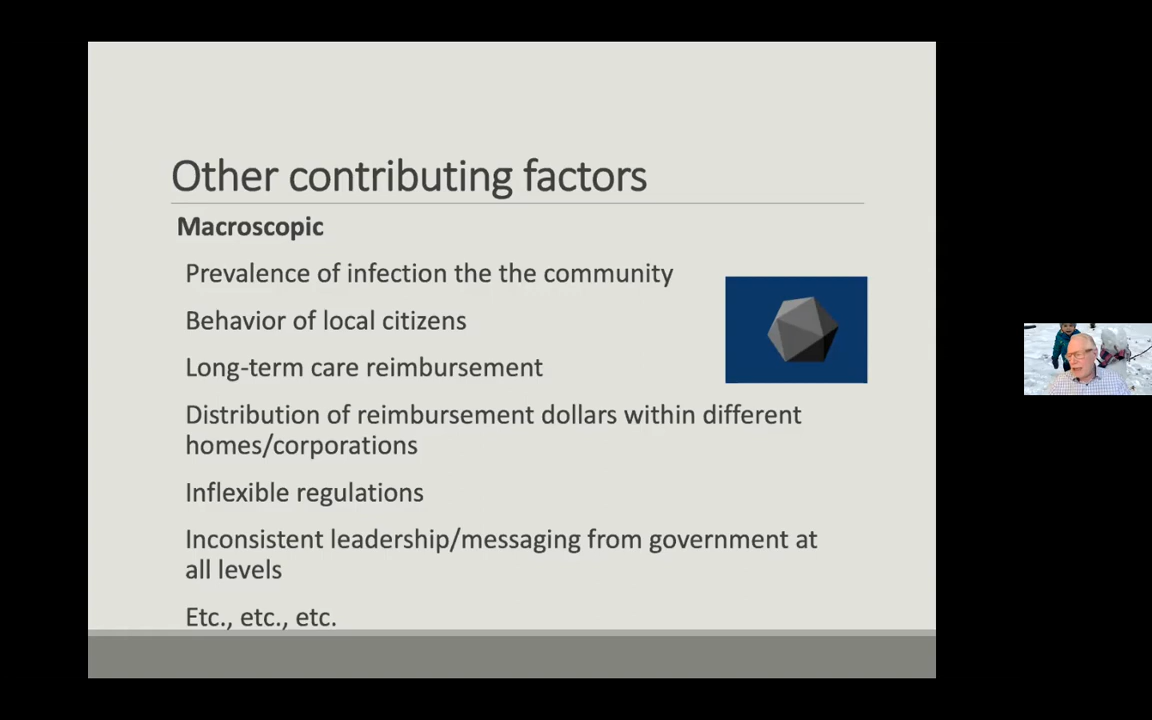 Other contributing factors
Macroscopic
Prevalence of infection the the community
Behavior of local citizens
Long-term care reimbursement
Distribution of reimbursement dollars within different
homes/corporations
Inflexible regulations
Inconsistent leadership/messaging from government at
all levels
Etc., etc., etc.